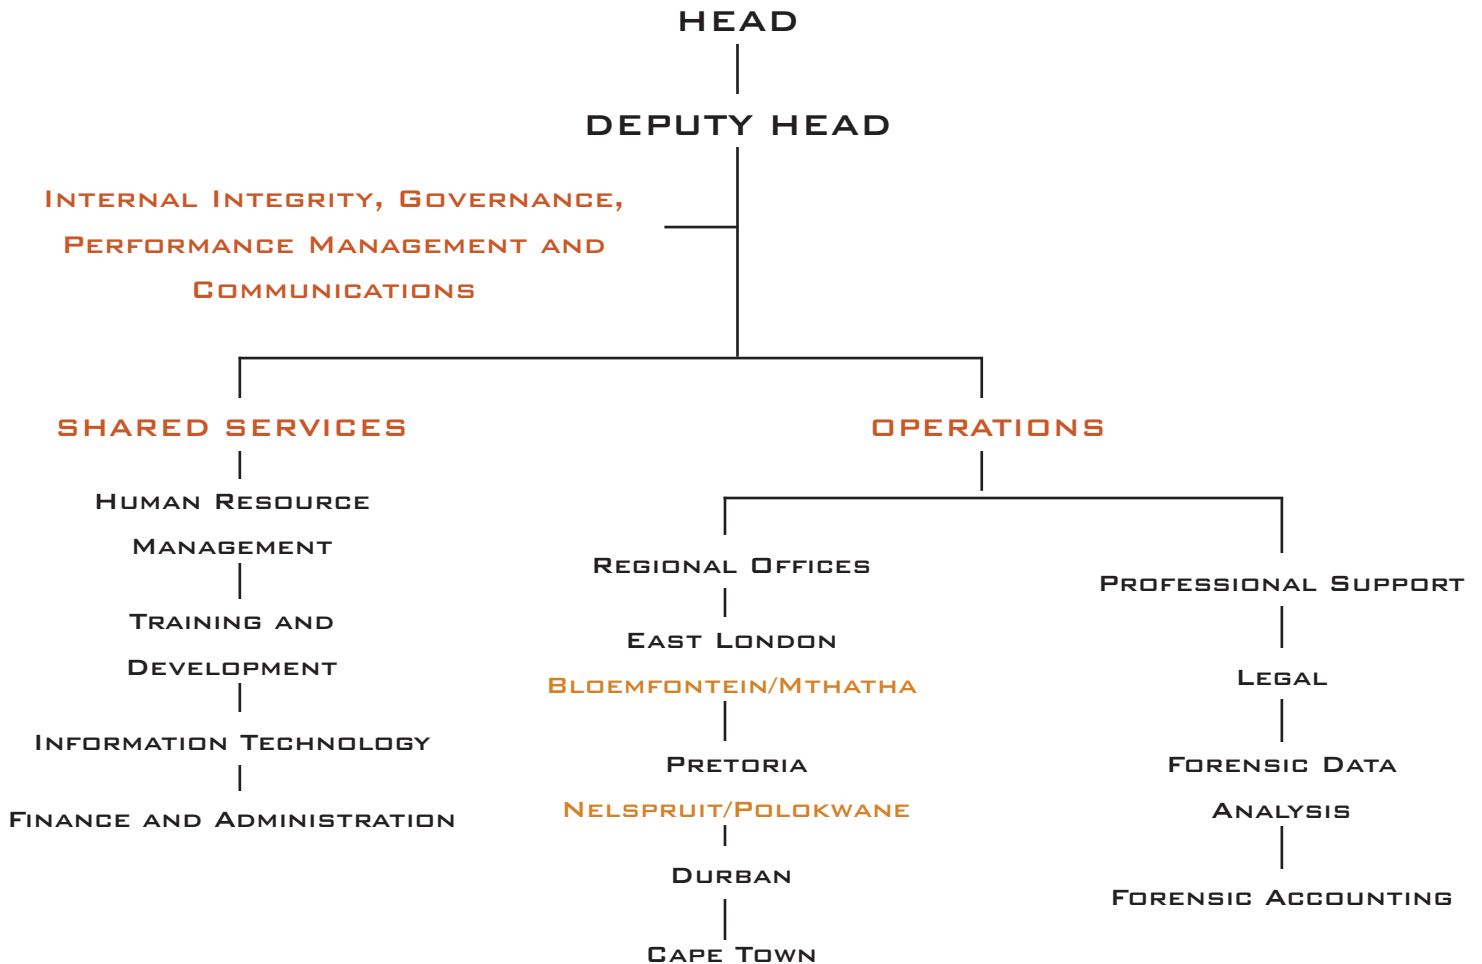 HEAD
DEPUTY HEAD
INTERNAL INTEGRITY, GOVERNANCE,
PERFORMANCE MANAGEMENT AND
COMMUNICATIONS
SHARED SERVICES
HUMAN RESOURCE
MANAGEMENT
TRAINING AND
DEVELOPMENT
INFORMATION TECHNOLOGY
FINANCE AND ADMINISTRATION
OPERATIONS
REGIONAL OFFICES
EAST LONDON
BLOEMFONTEIN/MTHATHA
PRETORIA
NELSPRUIT/POLOKWANE
DURBAN
CAPE TOWN
PROFESSIONAL SUPPORT
LEGAL
FORENSIC DATA
ANALYSIS
FORENSIC ACCOUNTING